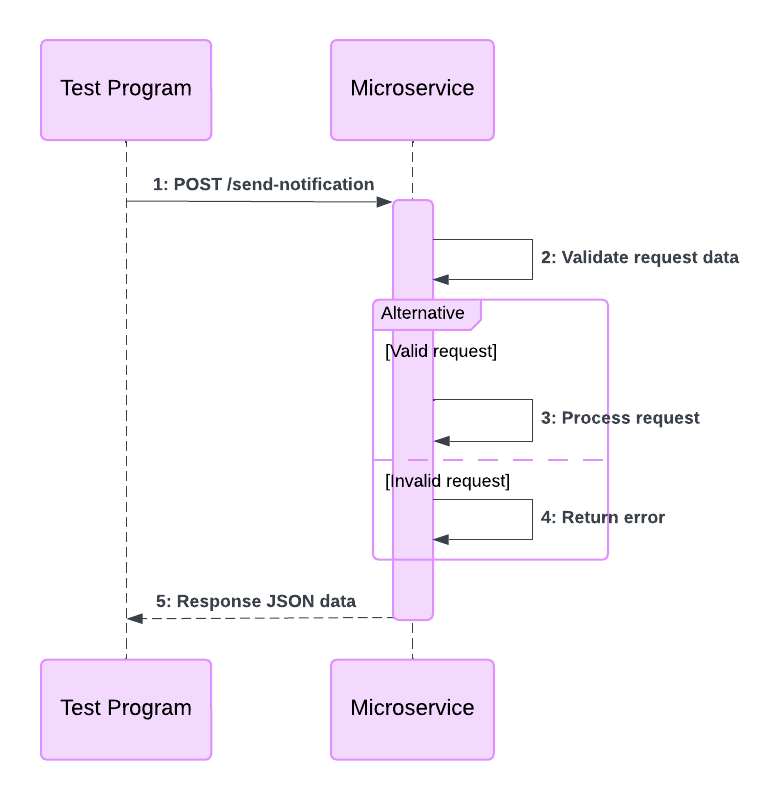 Test Program
Microservice
1: POST /send-notification
2: Validate request data
Alternative
[Valid request]
3: Process request
[Invalid request]
4: Return error
5: Response JSON data
Test Program
Microservice